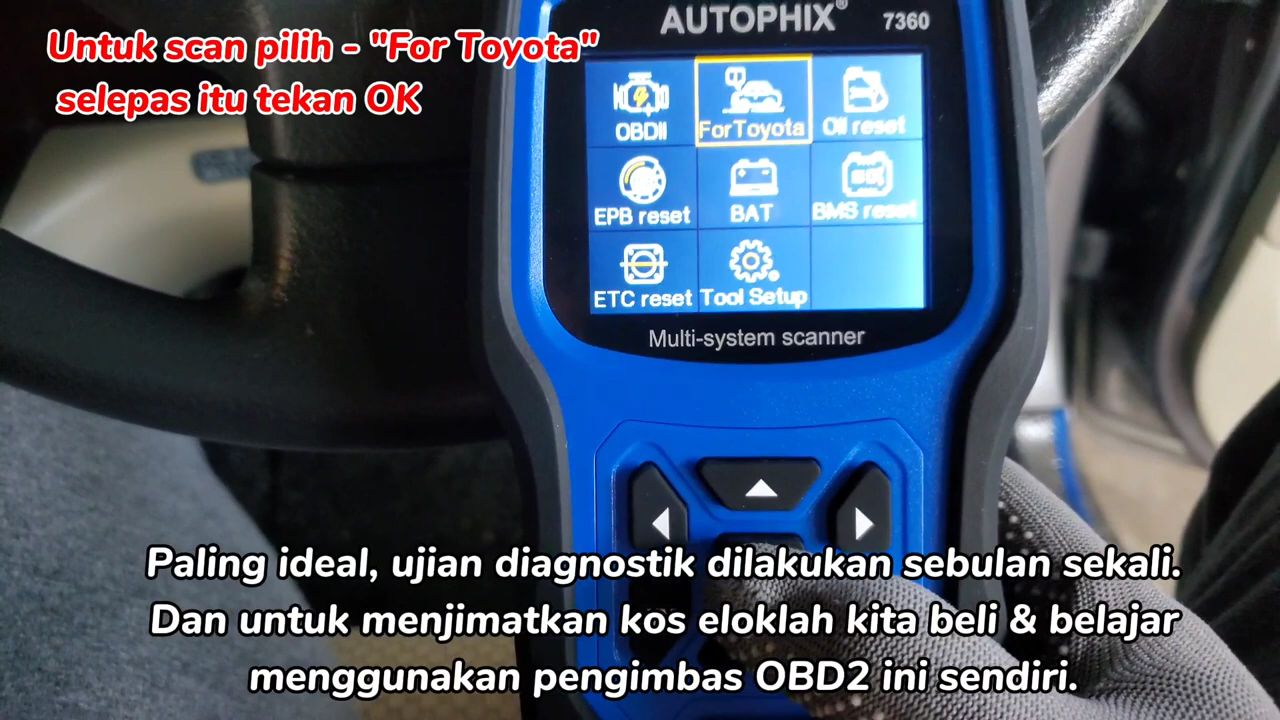 Untuk scan pilih - "For Toyota"
selepas itu tekan OK
AUTOPHIX® 7360
OBDII For Toyota Oil reset
EPB reset BAT BMS reset
ETC reset Tool Setup
Multi-system scanner
Paling ideal, ujian diagnostik dilakukan sebulan sekali.
Dan untuk menjimatkan kos eloklah kita beli & belajar
menggunakan pengimbas OBD2 ini sendiri.